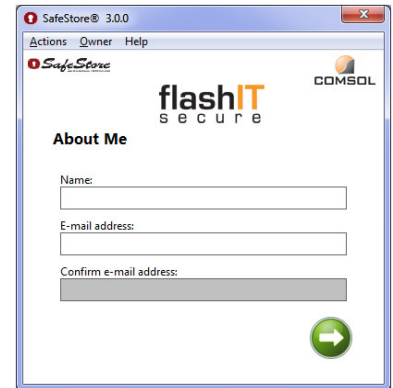 SafeStore® 3.0.0
Actions Owner Help
SafeStore
COMSOL
flashIT
secure
About Me
Name:
E-mail address:
Confirm e-mail address: